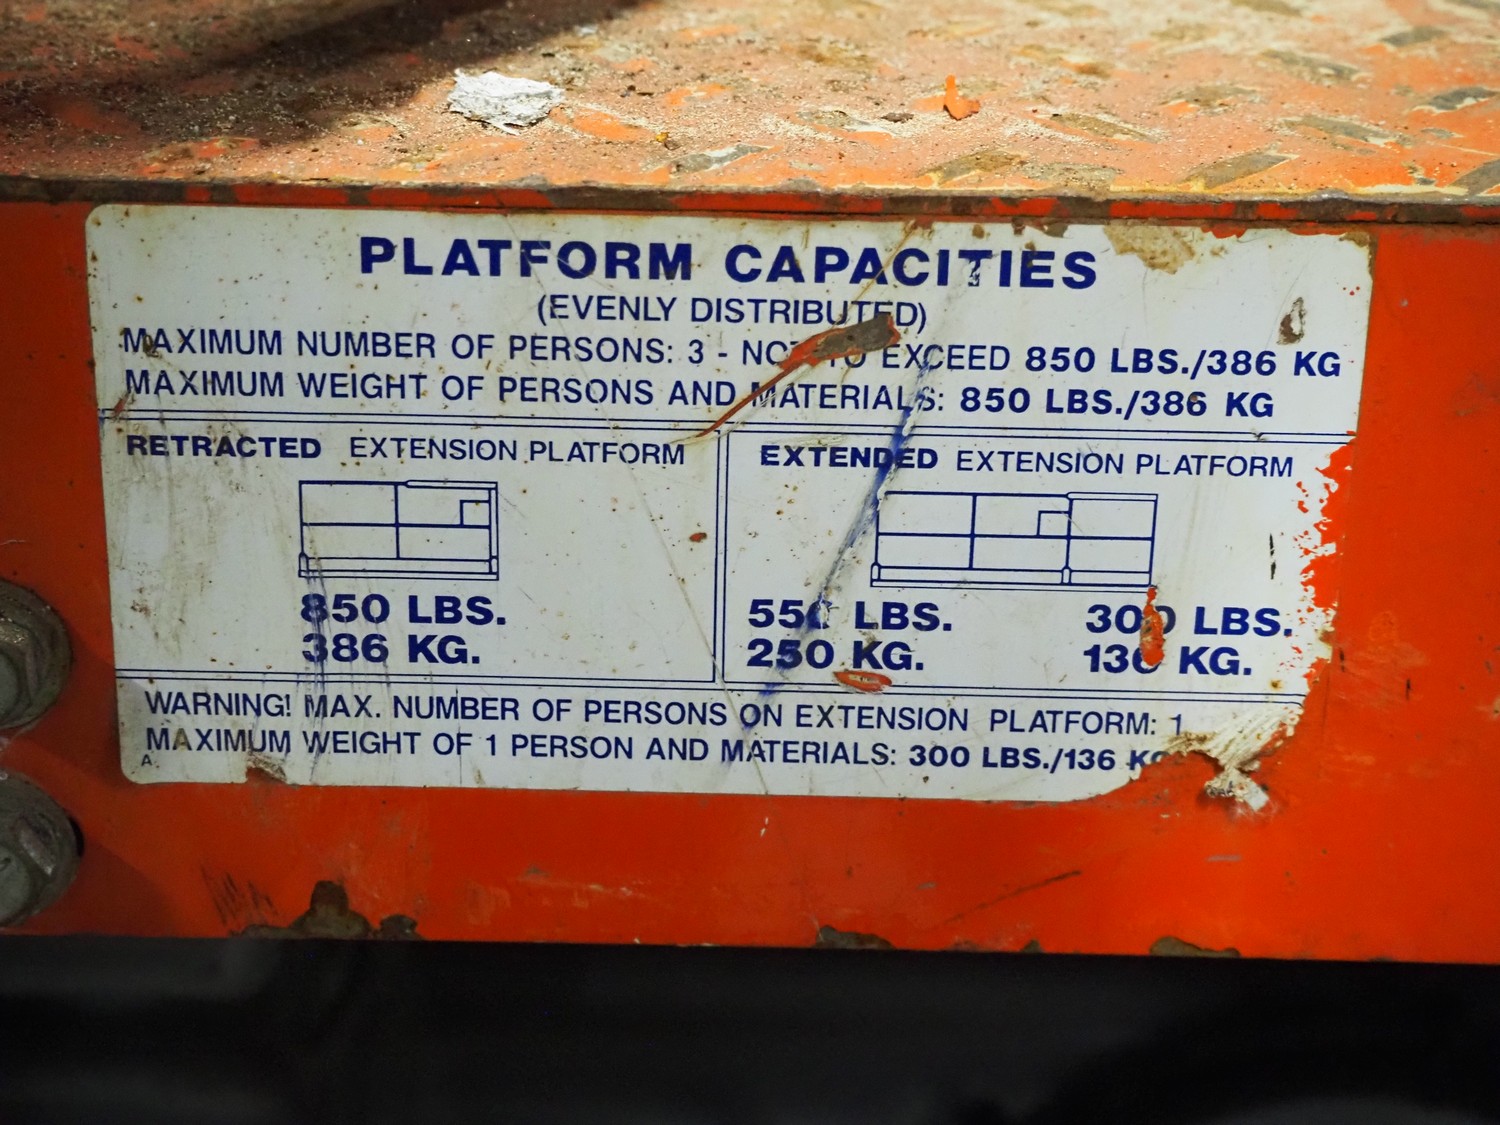 PLATFORM CAPACITIES
(EVENLY DISTRIBUTED)
MAXIMUM NUMBER OF PERSONS: 3 - NOT TO EXCEED 850 LBS./386 KG
MAXIMUM WEIGHT OF PERSONS AND MATERIALS: 850 LBS./386 KG
RETRACTED EXTENSION PLATFORM
850 LBS.
386 KG.
EXTENDED EXTENSION PLATFORM
550 LBS. 300 LBS.
250 KG. 136 KG.
WARNING! MAX. NUMBER OF PERSONS ON EXTENSION PLATFORM: 1
MAXIMUM WEIGHT OF 1 PERSON AND MATERIALS: 300 LBS./136 KG
A.